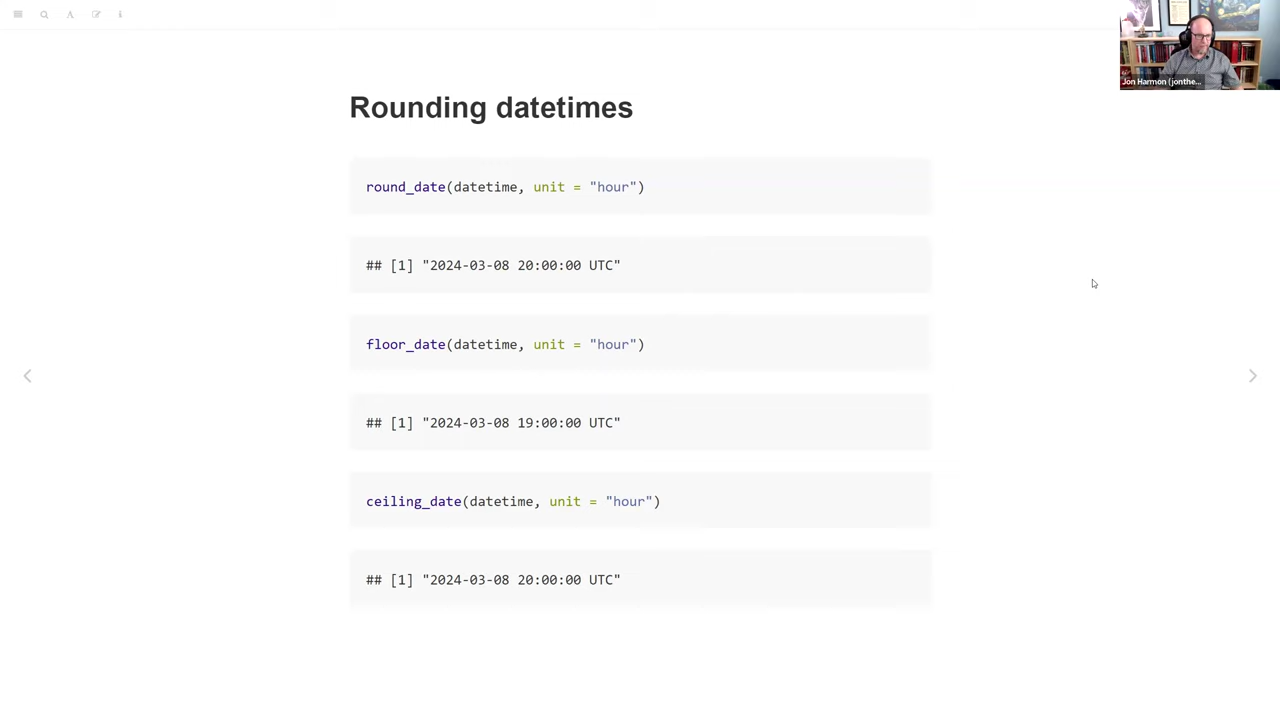 Jon Harmon (jonthe...
Rounding datetimes
round_date(datetime, unit = "hour")
## [1] "2024-03-08 20:00:00 UTC"
floor_date(datetime, unit = "hour")
## [1] "2024-03-08 19:00:00 UTC"
ceiling_date(datetime, unit = "hour")
## [1] "2024-03-08 20:00:00 UTC"